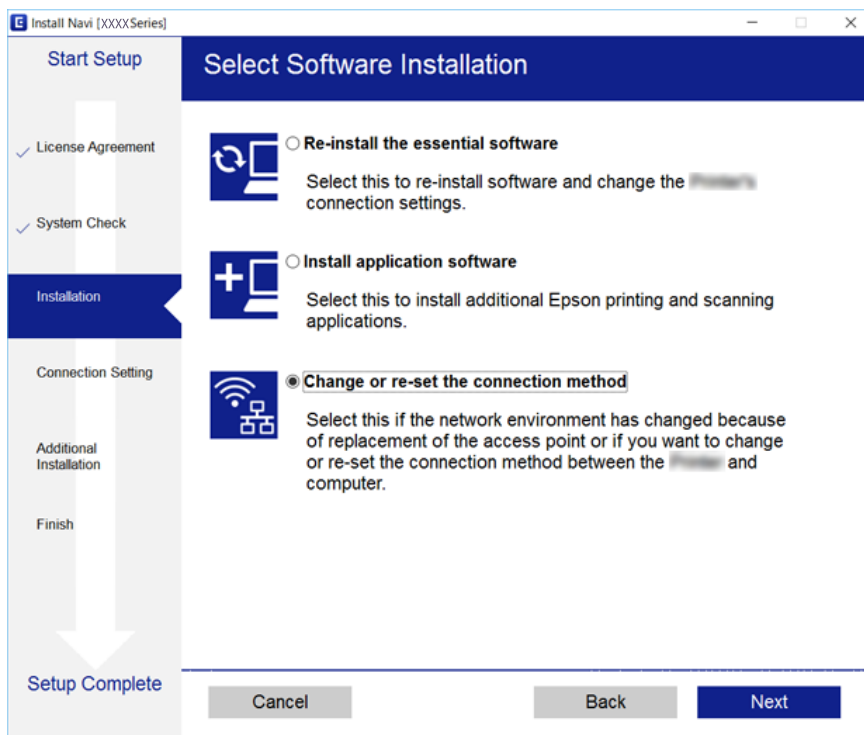 E Install Navi [XXXX Series]
Start Setup
License Agreement
System Check
Installation
Connection Setting
Additional
Installation
Finish
Setup Complete
Select Software Installation
Re-install the essential software
Select this to re-install software and change the
connection settings.
Install application software
Select this to install additional Epson printing and scanning
applications.
Change or re-set the connection method
Select this if the network environment has changed because
of replacement of the access point or if you want to change
or re-set the connection method between the and
computer.
Cancel
Back
Next